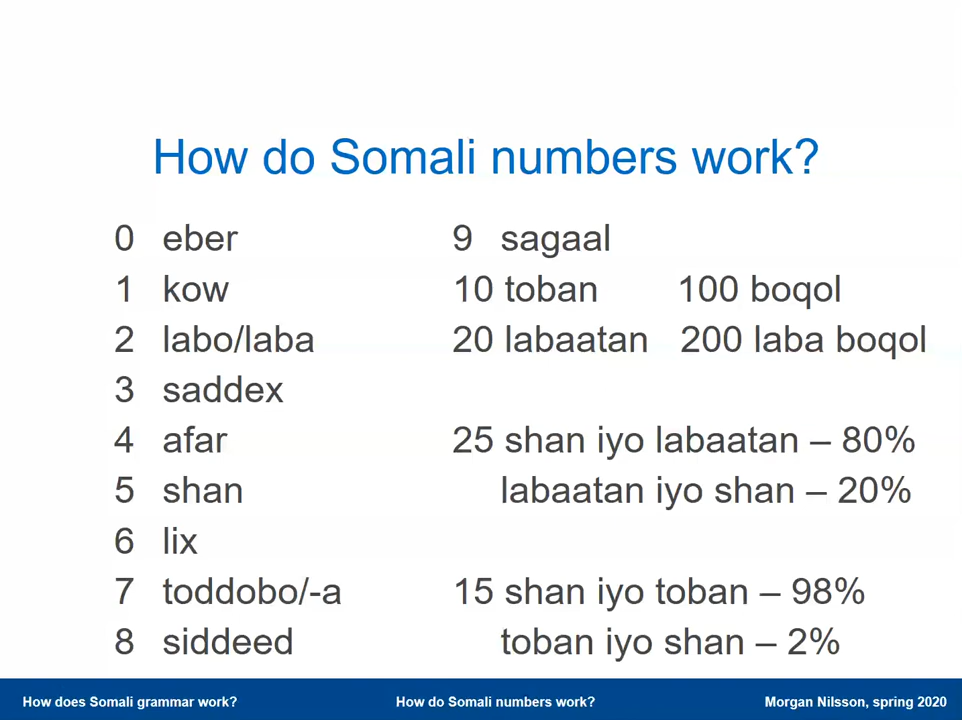 How do Somali numbers work?
0 eber
1 kow
2 labo/laba
3 saddex
4 afar
5 shan
6 lix
7 toddobo/-a
8 siddeed
9 sagaal
10 toban 100 boqol
20 labaatan 200 laba boqol
25 shan iyo labaatan – 80%
labaatan iyo shan – 20%
15 shan iyo toban – 98%
toban iyo shan – 2%
How does Somali grammar work? How do Somali numbers work? Morgan Nilsson, spring 2020